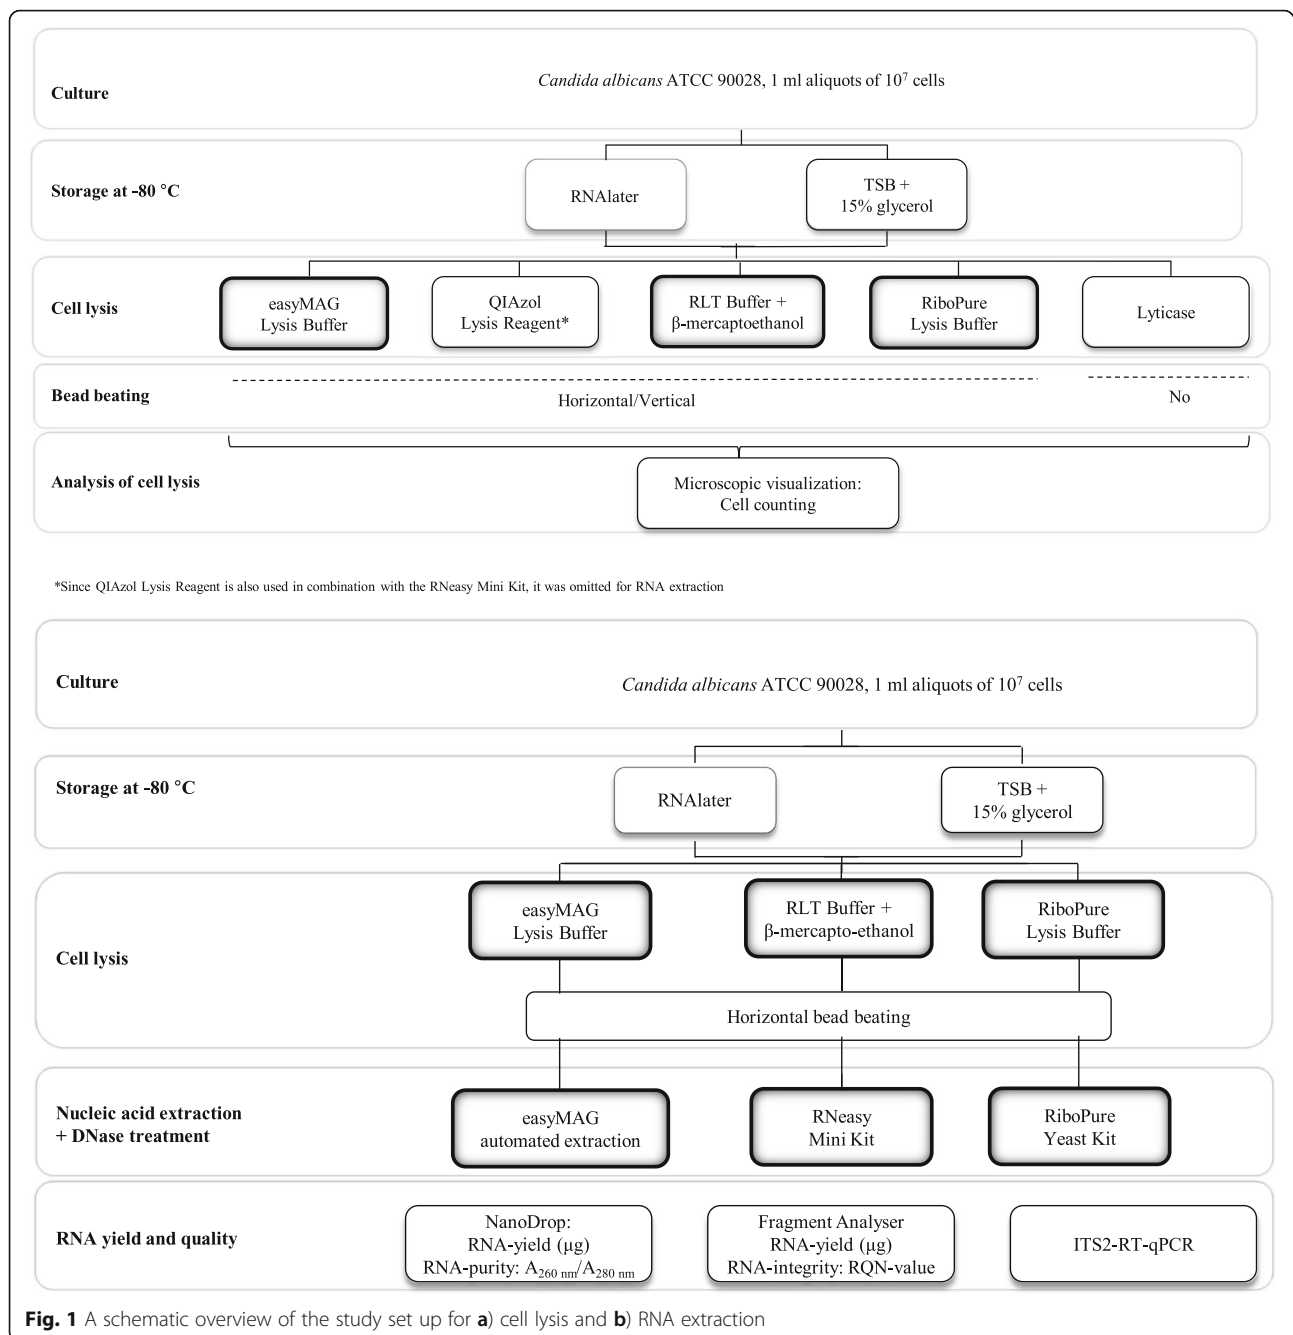 Culture
Candida albicans ATCC 90028, 1 ml aliquots of 10⁷ cells
Storage at -80 °C
RNAlater
TSB +
15% glycerol
Cell lysis
easyMAG
Lysis Buffer
QIAzol
Lysis Reagent*
RLT Buffer +
β-mercaptoethanol
RiboPure
Lysis Buffer
Lyticase
Bead beating
Horizontal/Vertical
No
Analysis of cell lysis
Microscopic visualization:
Cell counting
*Since QIAzol Lysis Reagent is also used in combination with the RNeasy Mini Kit, it was omitted for RNA extraction
Culture
Candida albicans ATCC 90028, 1 ml aliquots of 10⁷ cells
Storage at -80 °C
RNAlater
TSB +
15% glycerol
Cell lysis
easyMAG
Lysis Buffer
RLT Buffer +
β-mercapto-ethanol
RiboPure
Lysis Buffer
Horizontal bead beating
Nucleic acid extraction
+ DNase treatment
easyMAG
automated extraction
RNeasy
Mini Kit
RiboPure
Yeast Kit
RNA yield and quality
NanoDrop:
RNA-yield (µg)
RNA-purity: A260 nm/A280 nm
Fragment Analyser
RNA-yield (µg)
RNA-integrity: RQN-value
ITS2-RT-qPCR
Fig. 1 A schematic overview of the study set up for a) cell lysis and b) RNA extraction